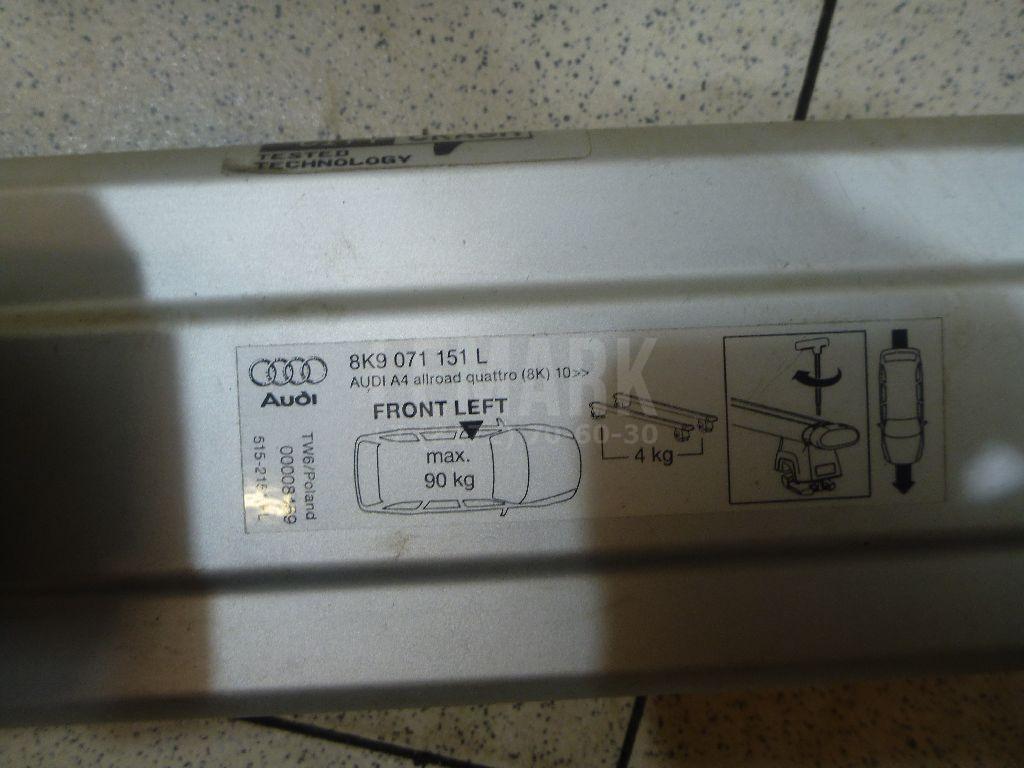 TESTED
TECHNOLOGY
8K9 071 151 L
AUDI A4 allroad quattro (8K) 10>>
Audi
FRONT LEFT
max.
90 kg
4 kg
TW6/Poland